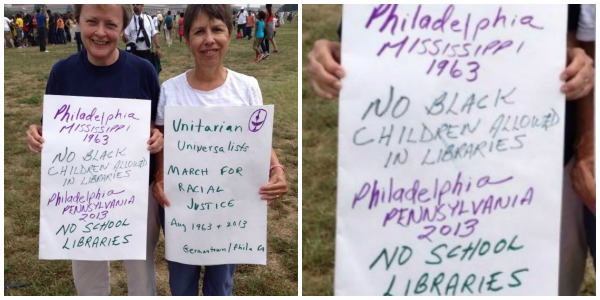 Philadelphia
MISSISSIPPI
1963
NO BLACK
CHILDREN ALLOWED
IN LIBRARIES
Philadelphia
PENNSYLVANIA
2013
NO SCHOOL
LIBRARIES
Unitarian
Universalists
MARCH FOR
RACIAL
JUSTICE
Aug 1963 + 2013
Germantown/Phila Pa
Philadelphia
MISSISSIPPI
1963
NO BLACK
CHILDREN ALLOWED
IN LIBRARIES
Philadelphia
PENNSYLVANIA
2013
NO SCHOOL
LIBRARIES